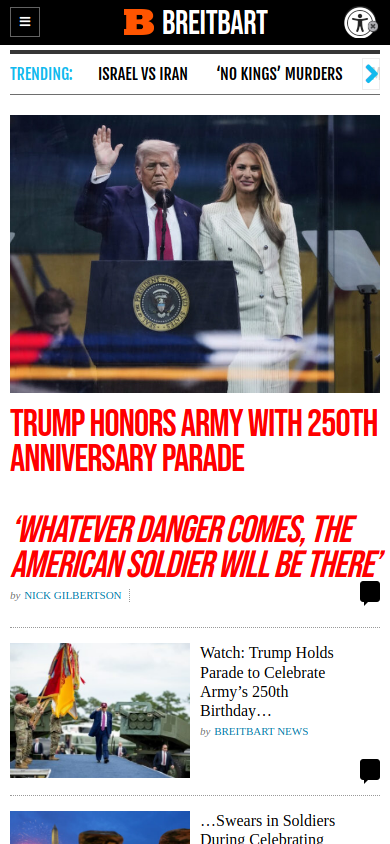 B BREITBART
TRENDING: ISRAEL VS IRAN ‘NO KINGS’ MURDERS
TRUMP HONORS ARMY WITH 250TH
ANNIVERSARY PARADE
‘WHATEVER DANGER COMES, THE
AMERICAN SOLDIER WILL BE THERE’
by NICK GILBERTSON
Watch: Trump Holds
Parade to Celebrate
Army’s 250th
Birthday…
by BREITBART NEWS
…Swears in Soldiers
During Celebrating